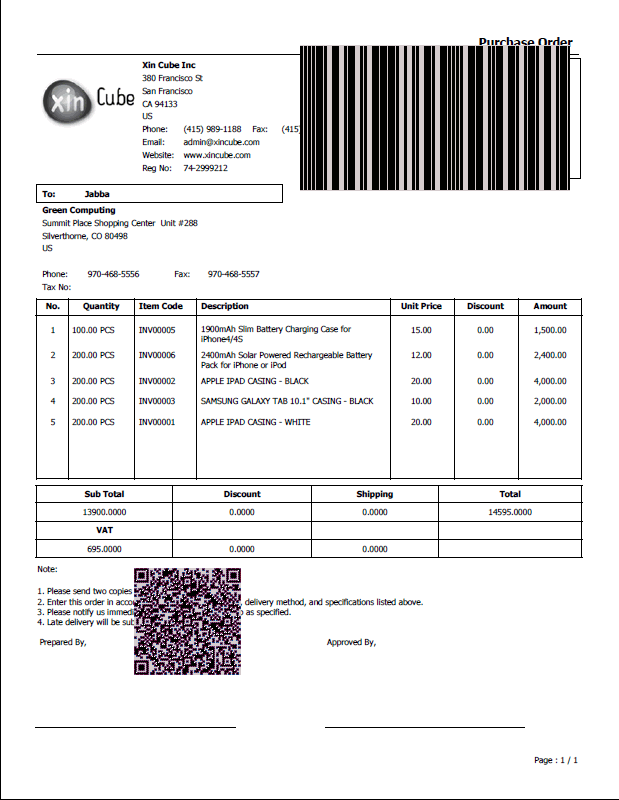 Purchase Order
xin Cube
Xin Cube Inc
380 Francisco St
San Francisco
CA 94133
US
Phone: (415) 989-1188 Fax: (415)
Email: admin@xincube.com
Website: www.xincube.com
Reg No: 74-2999212
To: Jabba
Green Computing
Summit Place Shopping Center Unit #288
Silverthorne, CO 80498
US
Phone: 970-468-5556 Fax: 970-468-5557
Tax No:
No. Quantity Item Code Description Unit Price Discount Amount
1 100.00 PCS INV00005 1900mAh Slim Battery Charging Case for 15.00 0.00 1,500.00
iPhone4/4S
2 200.00 PCS INV00006 2400mAh Solar Powered Rechargeable Battery 12.00 0.00 2,400.00
Pack for iPhone or iPod
3 200.00 PCS INV00002 APPLE IPAD CASING - BLACK 20.00 0.00 4,000.00
4 200.00 PCS INV00003 SAMSUNG GALAXY TAB 10.1" CASING - BLACK 10.00 0.00 2,000.00
5 200.00 PCS INV00001 APPLE IPAD CASING - WHITE 20.00 0.00 4,000.00
Sub Total Discount Shipping Total
13900.0000 0.0000 0.0000 14595.0000
VAT
695.0000 0.0000 0.0000
Note:
1. Please send two copies
2. Enter this order in , delivery method, and specifications listed above.
3. Please notify us as specified.
4. Late delivery will be
Prepared By, Approved By,
Page : 1 / 1